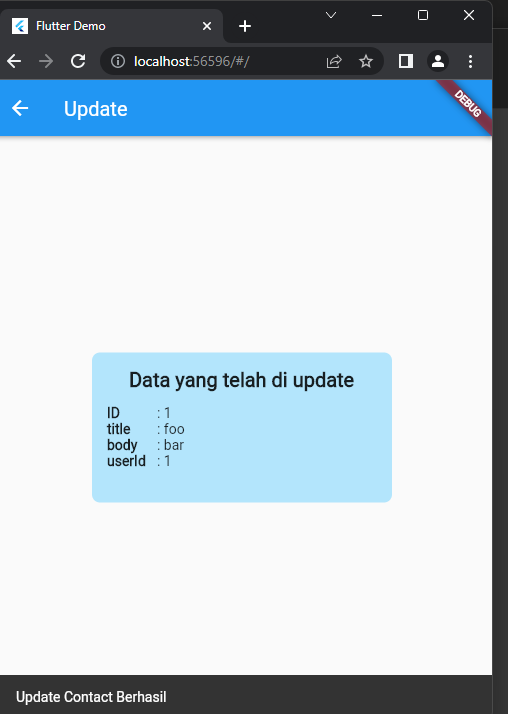 Flutter Demo
localhost:56596/#/
Update
DEBUG
Data yang telah di update
ID : 1
title : foo
body : bar
userId : 1
Update Contact Berhasil